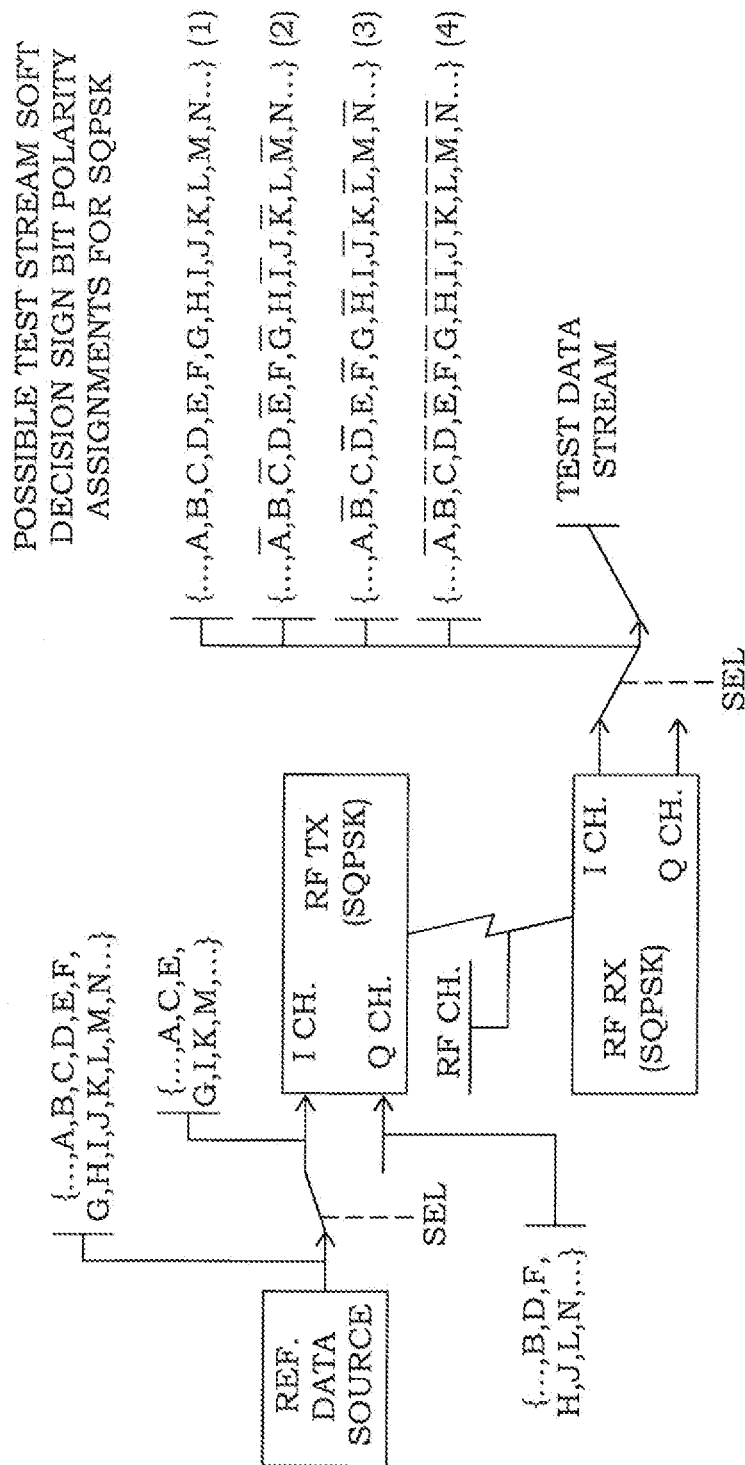 POSSIBLE TEST STREAM SOFT
DECISION SIGN BIT POLARITY
ASSIGNMENTS FOR SQPSK
{...,A,B,C,D,E,F,G,H,I,J,K,L,M,N...} (1)
{...,A̅,B,C̅,D,E̅,F,G̅,H,I̅,J,K̅,L,M̅,N...} (2)
{...,A,B̅,C,D̅,E,F̅,G,H̅,I,J̅,K,L̅,M,N̅...} (3)
{...,A̅,B̅,C̅,D̅,E̅,F̅,G̅,H̅,I̅,J̅,K̅,L̅,M̅,N̅...} (4)
{...,A,B,C,D,E,F,
G,H,I,J,K,L,M,N...}
{...,A,C,E,
G,I,K,M,...}
REF.
DATA
SOURCE
SEL
{...,B,D,F,
H,J,L,N,...}
I CH.
Q CH.
RF TX
(SQPSK)
RF CH.
RF RX
(SQPSK)
I CH.
Q CH.
SEL
TEST DATA
STREAM